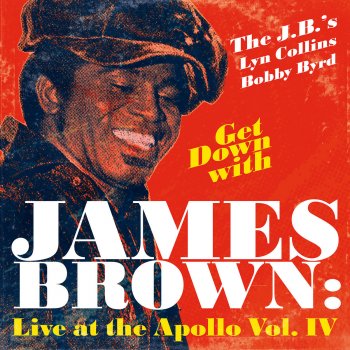 The J.B.'s
Lyn Collins
Bobby Byrd
Get
Down
with
JAMES
BROWN:
Live at the Apollo Vol. IV